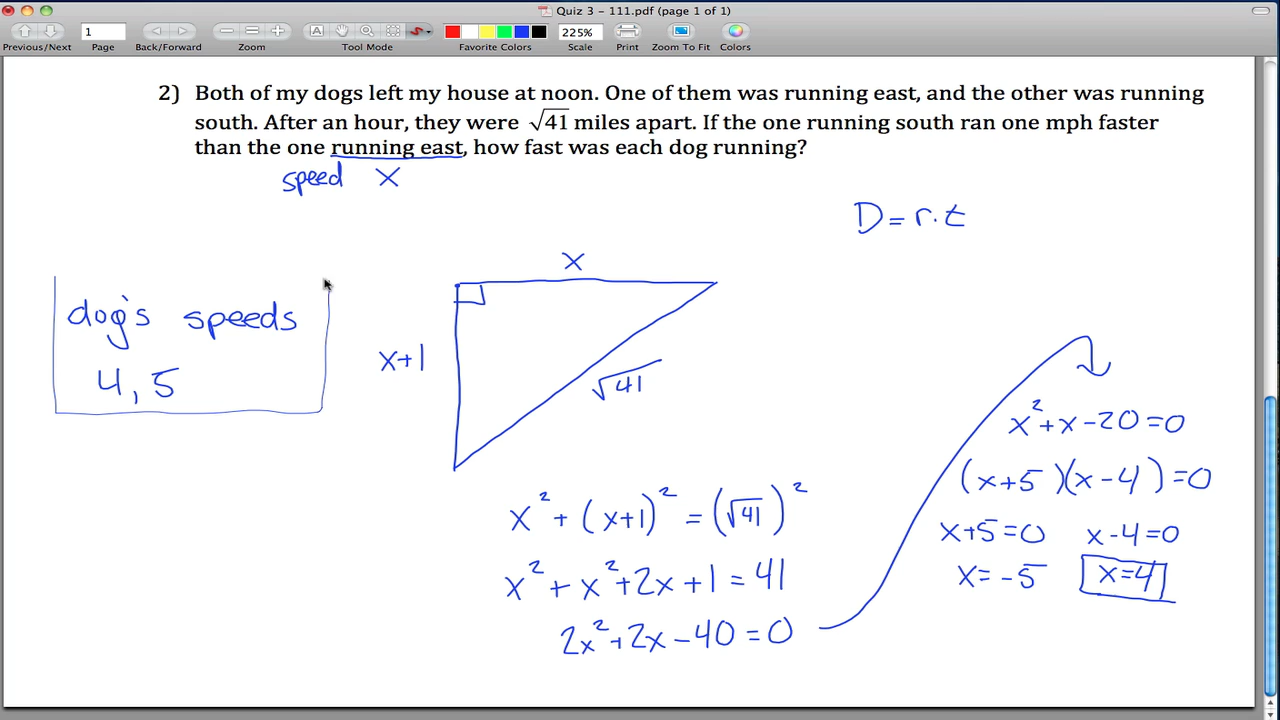 Quiz 3 – 111.pdf (page 1 of 1)
1
225%
Previous/Next Page Back/Forward Zoom Tool Mode Favorite Colors Scale Print Zoom To Fit Colors
2) Both of my dogs left my house at noon. One of them was running east, and the other was running
south. After an hour, they were √41 miles apart. If the one running south ran one mph faster
than the one running east, how fast was each dog running?
speed x
D = r·t
x
dog's speeds
4, 5
x+1
√41
x² + (x+1)² = (√41)²
x² + x² + 2x + 1 = 41
2x² + 2x − 40 = 0
x² + x − 20 = 0
(x+5)(x−4) = 0
x+5=0 x−4=0
x= −5 x=4